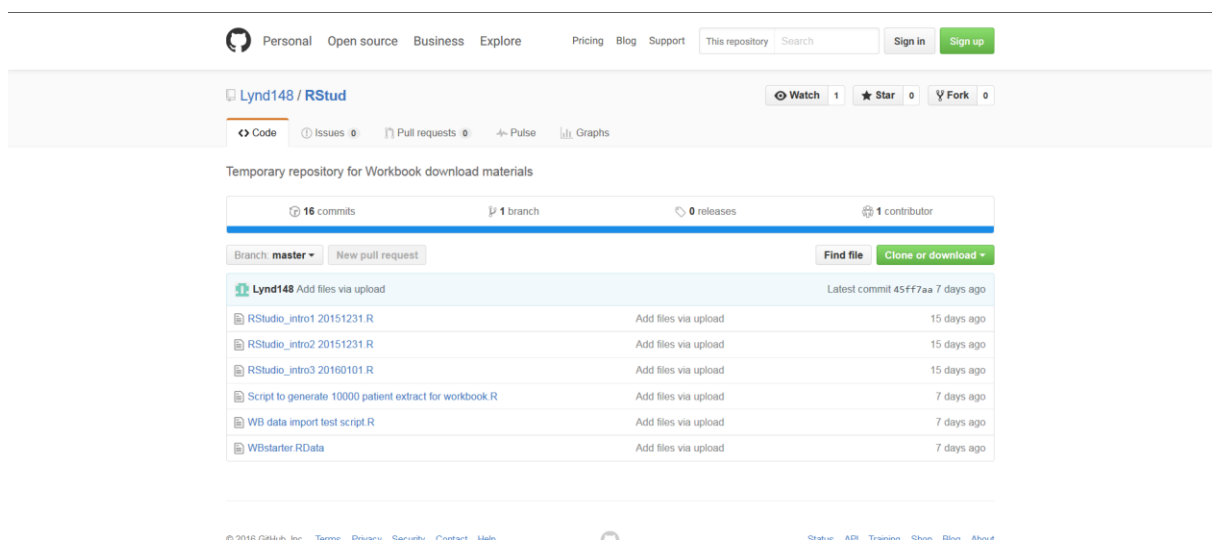 Personal Open source Business Explore Pricing Blog Support This repository Search Sign in Sign up
Lynd148 / RStud Watch 1 Star 0 Fork 0
Code Issues 0 Pull requests 0 Pulse Graphs
Temporary repository for Workbook download materials
16 commits 1 branch 0 releases 1 contributor
Branch: master New pull request Find file Clone or download
Lynd148 Add files via upload Latest commit 45ff7aa 7 days ago
RStudio_intro1 20151231.R Add files via upload 15 days ago
RStudio_intro2 20151231.R Add files via upload 15 days ago
RStudio_intro3 20160101.R Add files via upload 15 days ago
Script to generate 10000 patient extract for workbook.R Add files via upload 7 days ago
WB data import test script.R Add files via upload 7 days ago
WBstarter.RData Add files via upload 7 days ago
© 2016 GitHub, Inc. Terms Privacy Security Contact Help Status API Training Shop Blog About